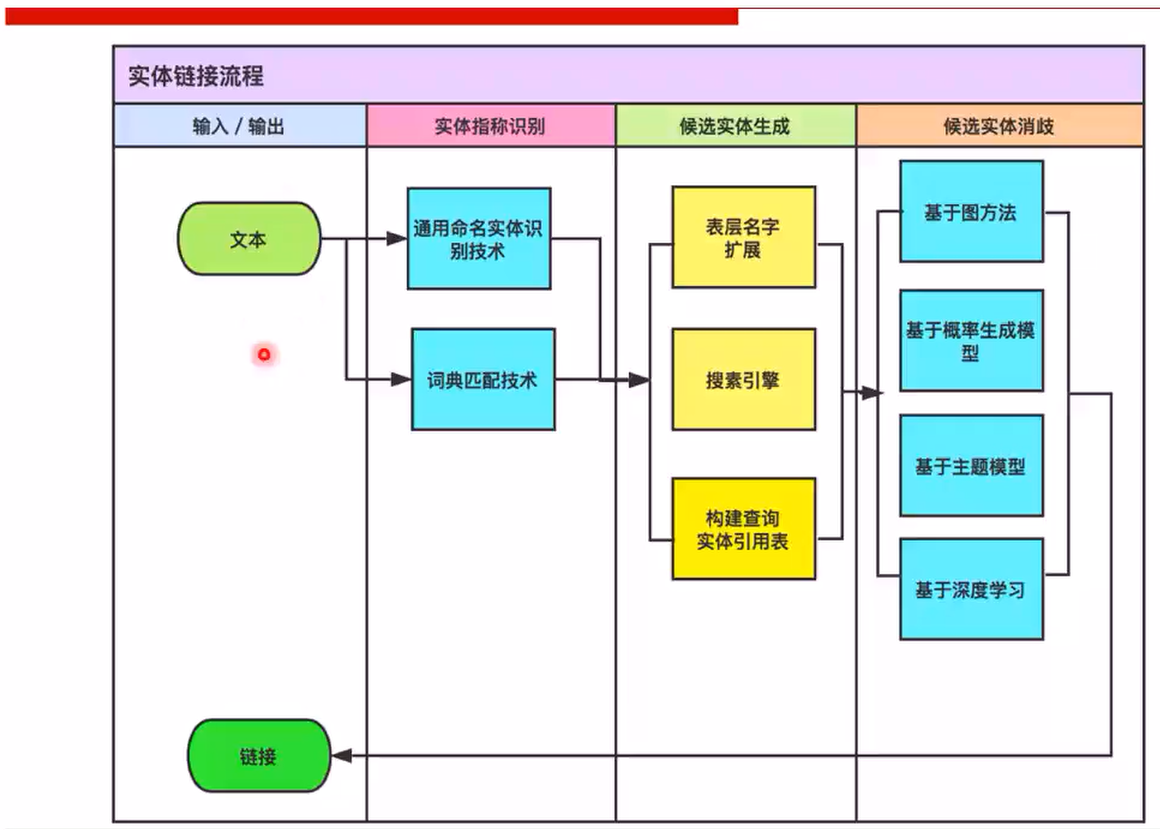 实体链接流程
输入 / 输出
实体指称识别
候选实体生成
候选实体消歧
文本
通用命名实体识
别技术
词典匹配技术
表层名字
扩展
搜素引擎
构建查询
实体引用表
基于图方法
基于概率生成模
型
基于主题模型
基于深度学习
链接